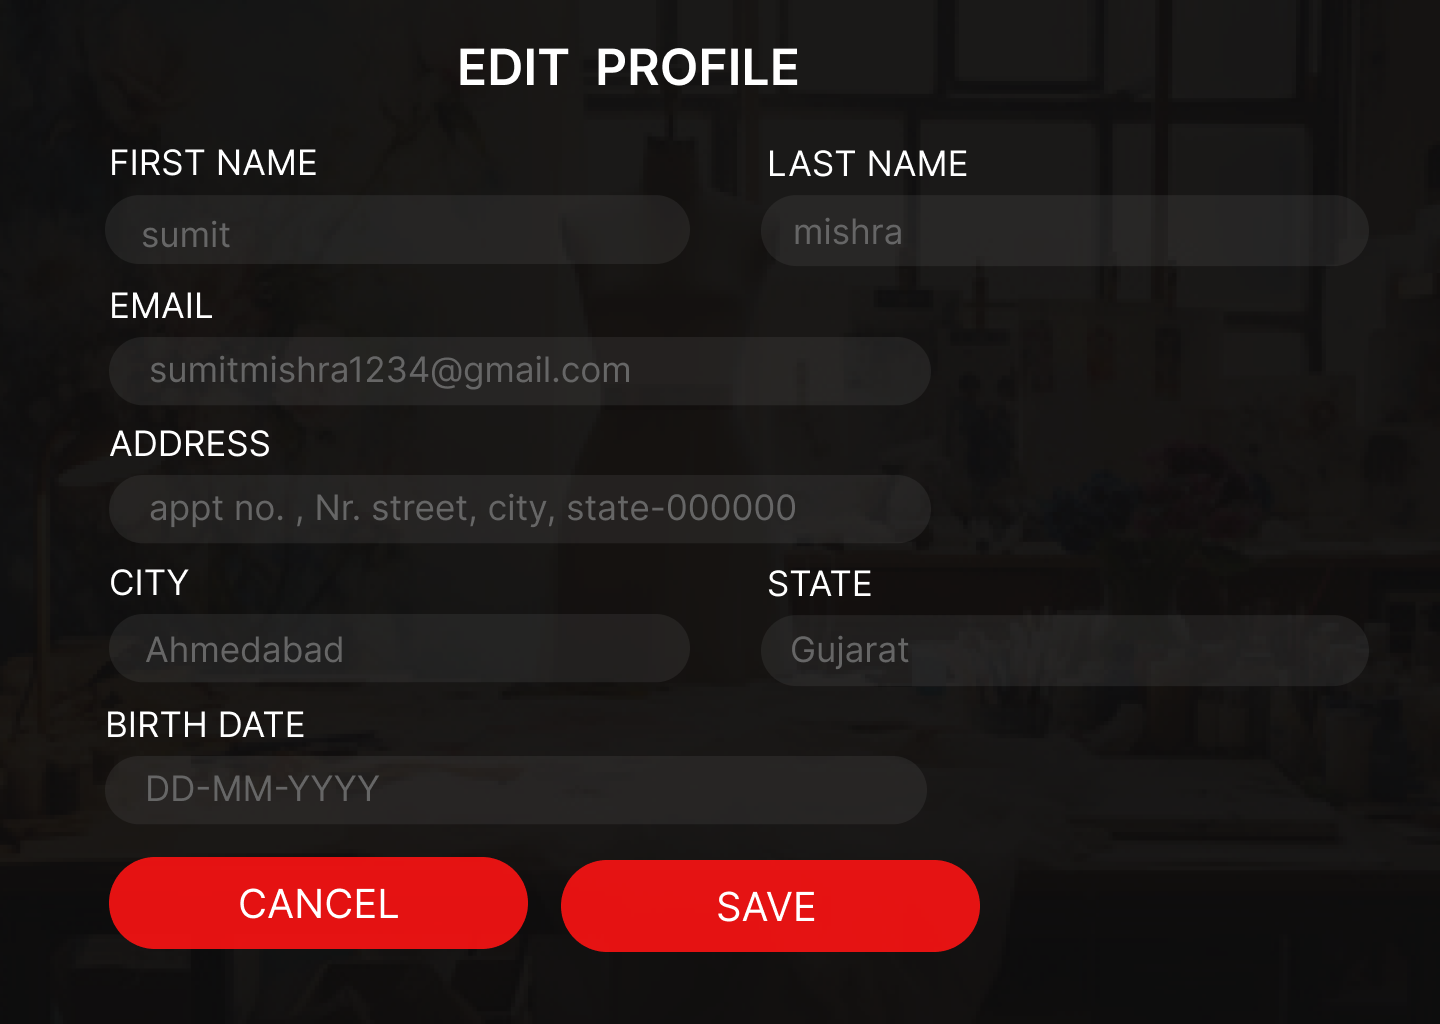 EDIT PROFILE
FIRST NAME
LAST NAME
sumit
mishra
EMAIL
sumitmishra1234@gmail.com
ADDRESS
appt no. , Nr. street, city, state-000000
CITY
STATE
Ahmedabad
Gujarat
BIRTH DATE
DD-MM-YYYY
CANCEL
SAVE